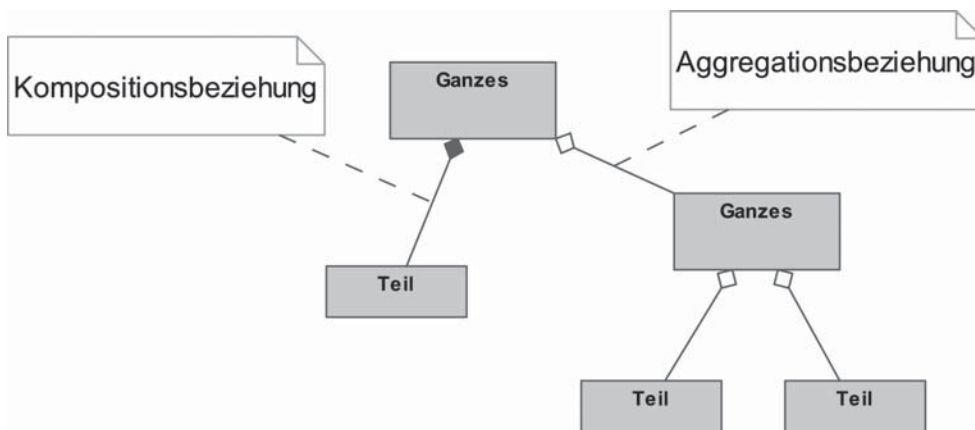 Kompositionsbeziehung
Ganzes
Aggregationsbeziehung
Ganzes
Teil
Teil
Teil